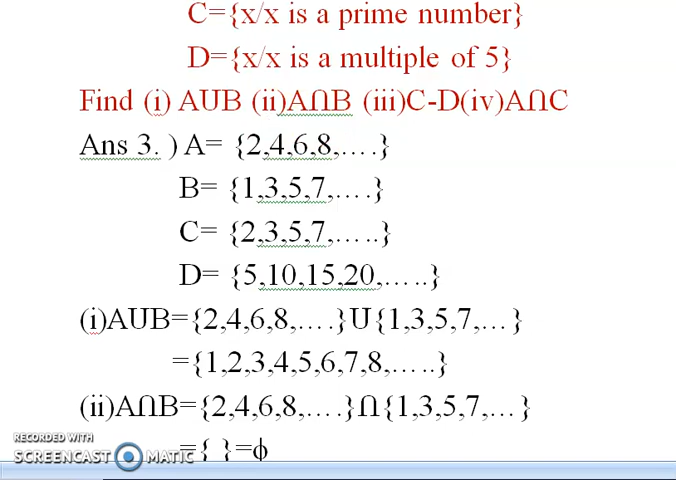 C={x/x is a prime number}
D={x/x is a multiple of 5}
Find (i) AUB (ii)A∩B (iii)C-D(iv)A∩C
Ans 3. ) A= {2,4,6,8,….}
B= {1,3,5,7,….}
C= {2,3,5,7,…..}
D= {5,10,15,20,…..}
(i)AUB={2,4,6,8,….}U{1,3,5,7,…}
={1,2,3,4,5,6,7,8,…..}
(ii)A∩B={2,4,6,8,….}∩{1,3,5,7,…}
={ }=ϕ
RECORDED WITH
SCREENCAST MATIC